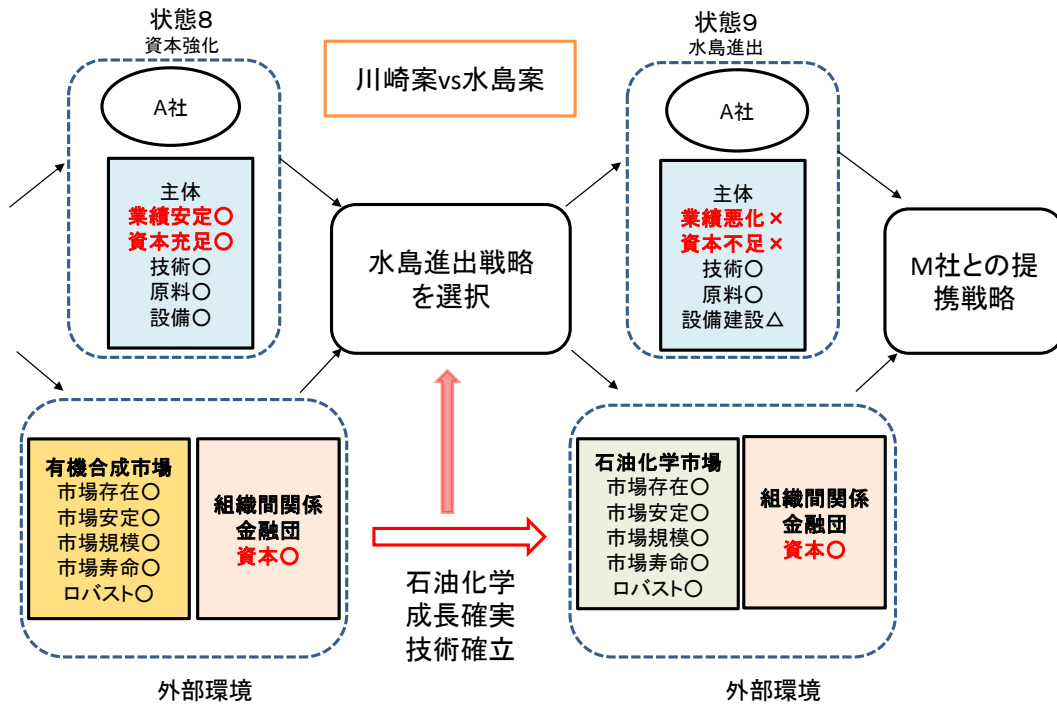 状態８
資本強化
A社
主体
業績安定〇
資本充足〇
技術〇
原料〇
設備〇
有機合成市場
市場存在〇
市場安定〇
市場規模〇
市場寿命〇
ロバスト〇
組織間関係
金融団
資本〇
外部環境
川崎案vs水島案
水島進出戦略
を選択
石油化学
成長確実
技術確立
状態９
水島進出
A社
主体
業績悪化×
資本不足×
技術〇
原料〇
設備建設△
石油化学市場
市場存在〇
市場安定〇
市場規模〇
市場寿命〇
ロバスト〇
組織間関係
金融団
資本〇
外部環境
M社との提
携戦略